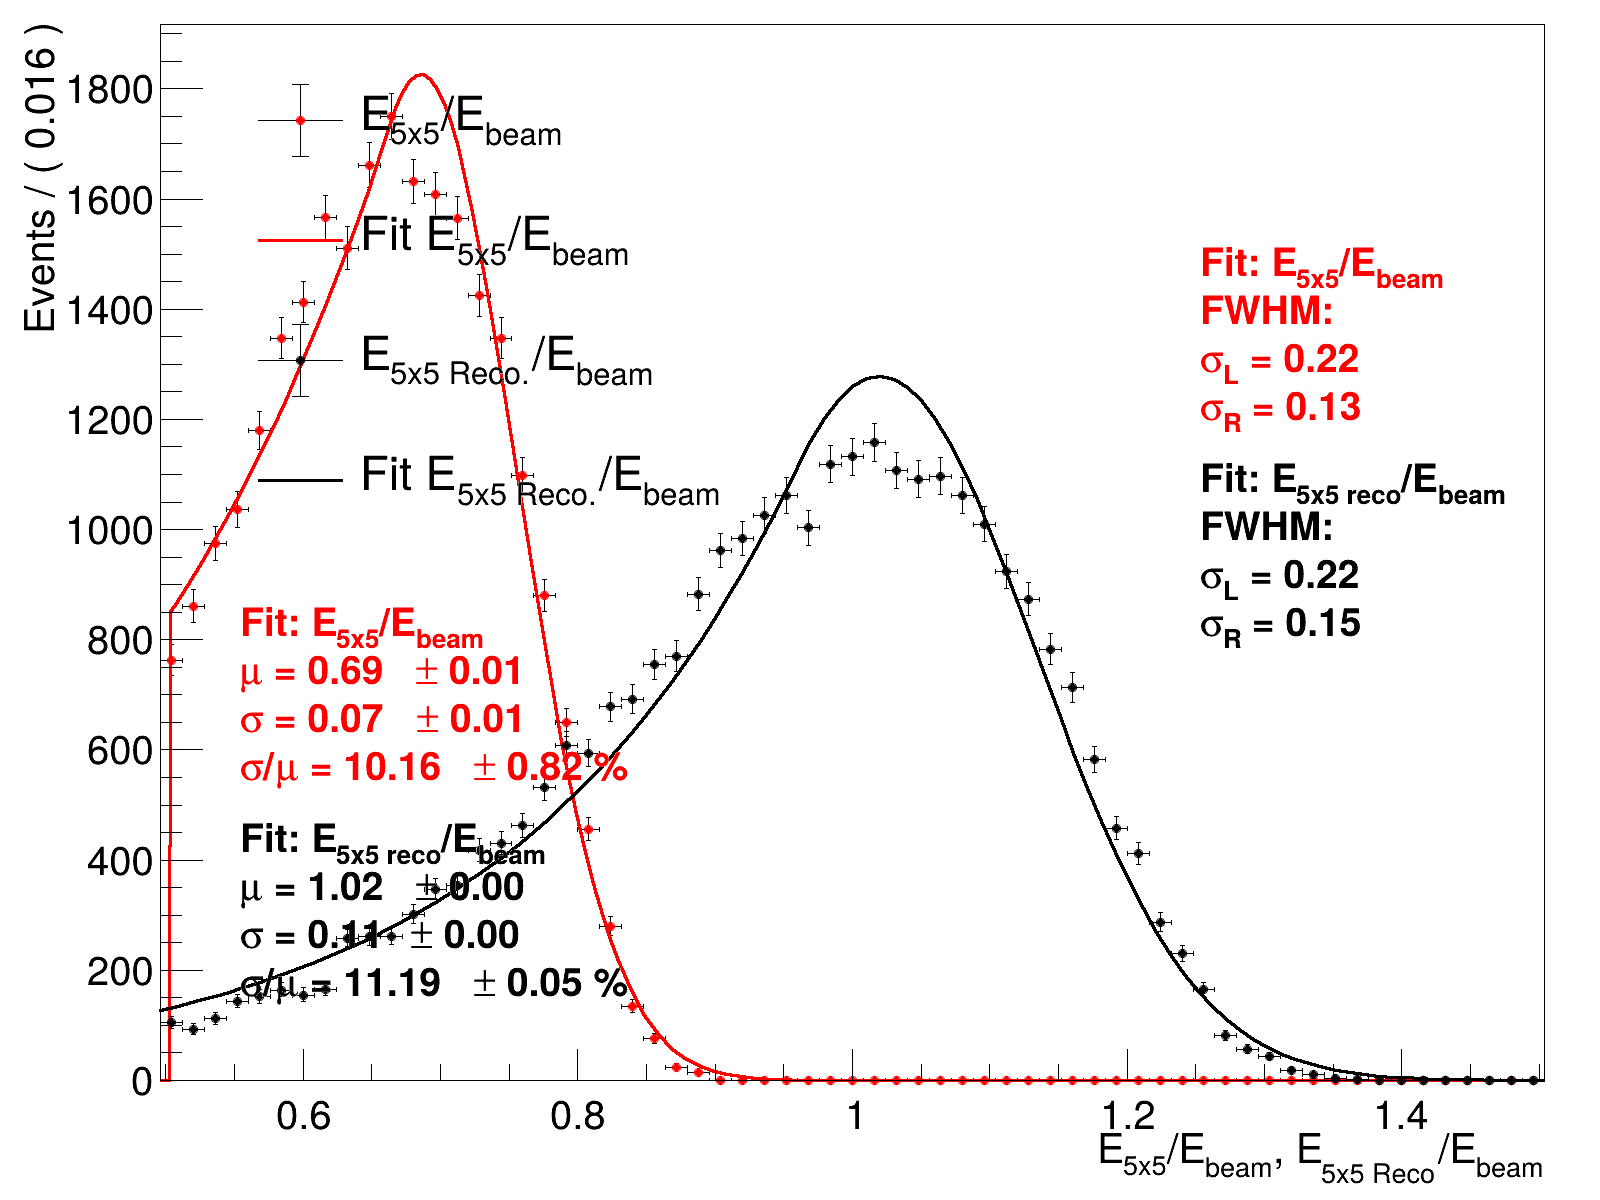 Events / ( 0.016 )
1800
1600
1400
1200
1000
800
600
400
200
0
E5x5/Ebeam
Fit E5x5/Ebeam
E5x5 Reco./Ebeam
Fit E5x5 Reco./Ebeam
Fit: E5x5/Ebeam
FWHM:
σL = 0.22
σR = 0.13
Fit: E5x5 reco/Ebeam
FWHM:
σL = 0.22
σR = 0.15
Fit: E5x5/Ebeam
μ = 0.69 ± 0.01
σ = 0.07 ± 0.01
σ/μ = 10.16 ± 0.82 %
Fit: E5x5 reco/Ebeam
μ = 1.02 ± 0.00
σ = 0.11 ± 0.00
σ/μ = 11.19 ± 0.05 %
0.6 0.8 1 1.2 1.4
E5x5/Ebeam, E5x5 Reco/Ebeam